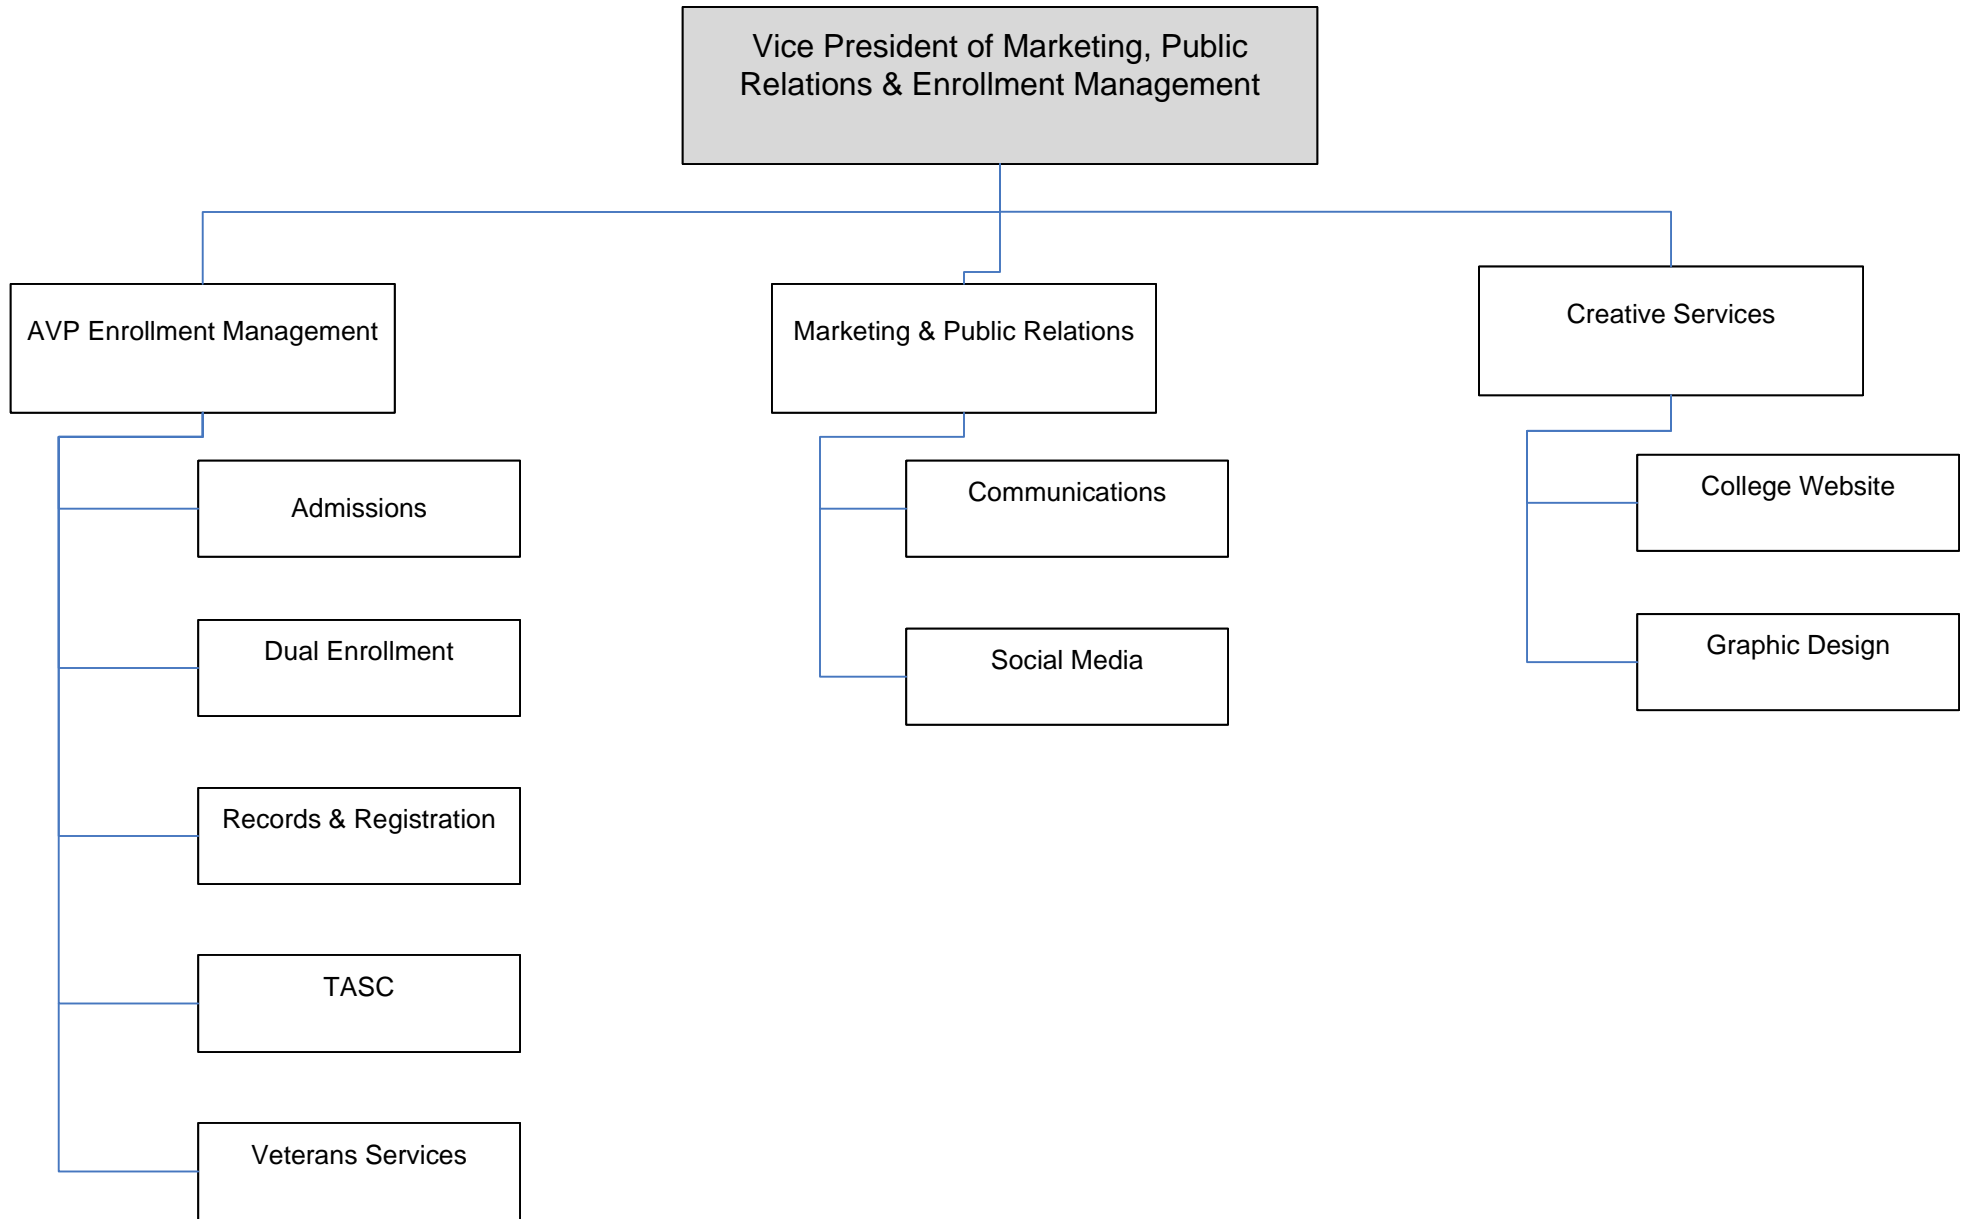 Vice President of Marketing, Public
Relations & Enrollment Management
AVP Enrollment Management
Marketing & Public Relations
Creative Services
Admissions
Communications
College Website
Dual Enrollment
Social Media
Graphic Design
Records & Registration
TASC
Veterans Services